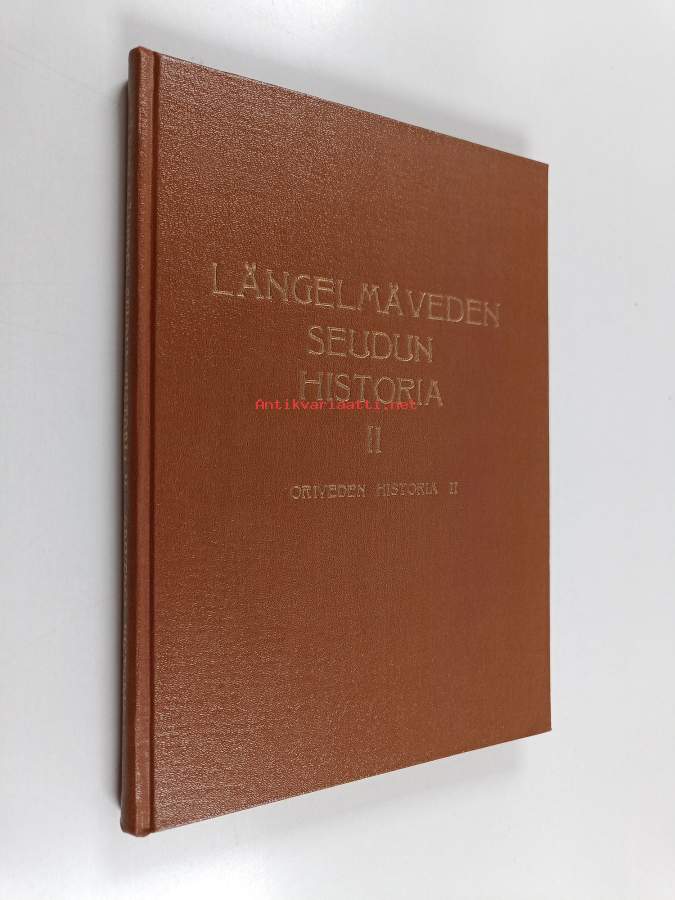 LÄNGELMÄVEDEN
SEUDUN
HISTORIA
Antikvariaatti.net
II
ORIVEDEN HISTORIA II